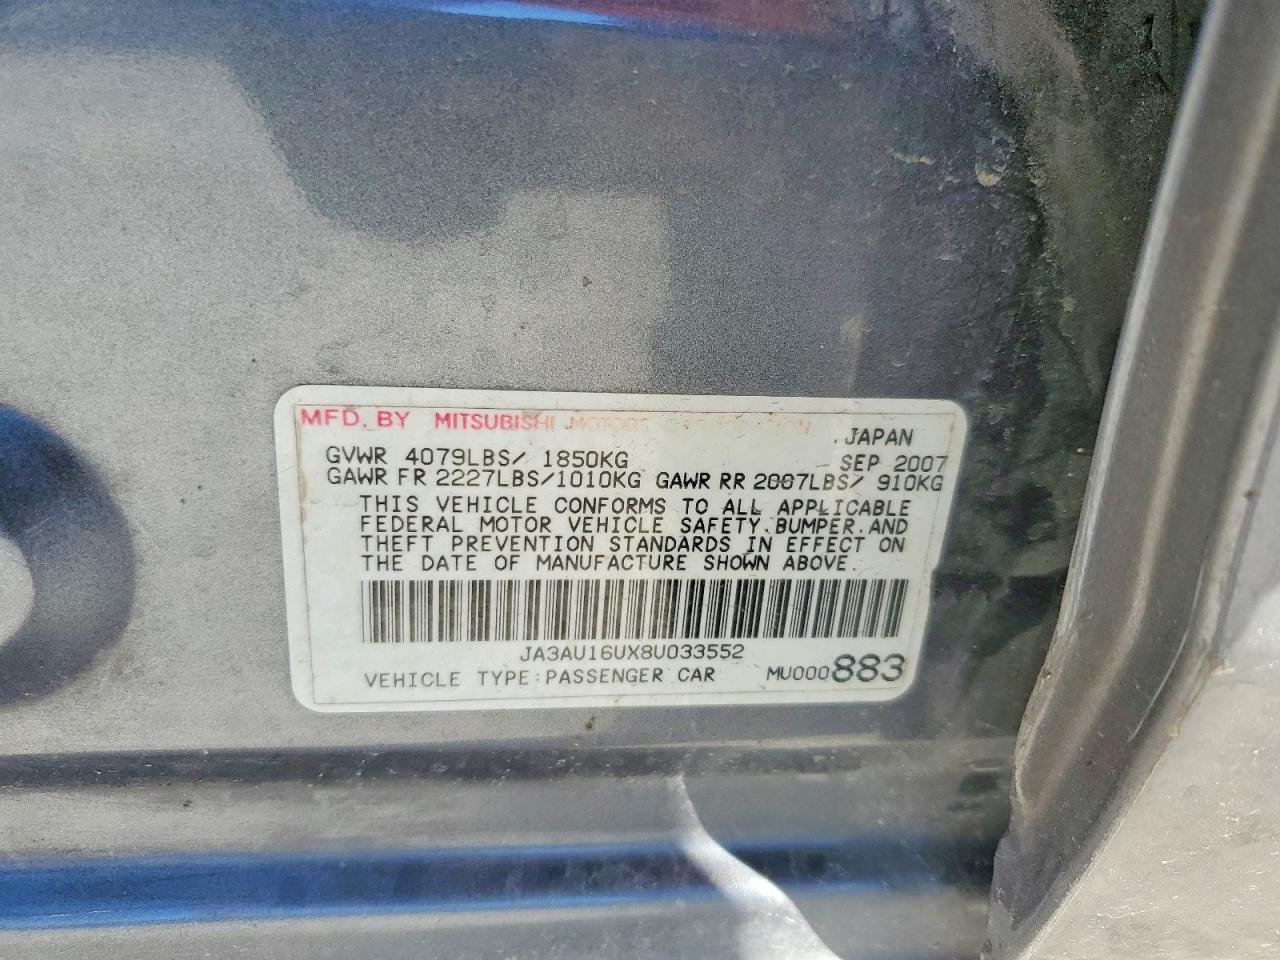 MFD. BY MITSUBISHI MOTORS CORPORATION
JAPAN
GVWR 4079LBS/ 1850KG SEP 2007
GAWR FR 2227LBS/1010KG GAWR RR 2007LBS/ 910KG
THIS VEHICLE CONFORMS TO ALL APPLICABLE
FEDERAL MOTOR VEHICLE SAFETY,BUMPER,AND
THEFT PREVENTION STANDARDS IN EFFECT ON
THE DATE OF MANUFACTURE SHOWN ABOVE.
JA3AU16UX8U033552
VEHICLE TYPE:PASSENGER CAR MU000883